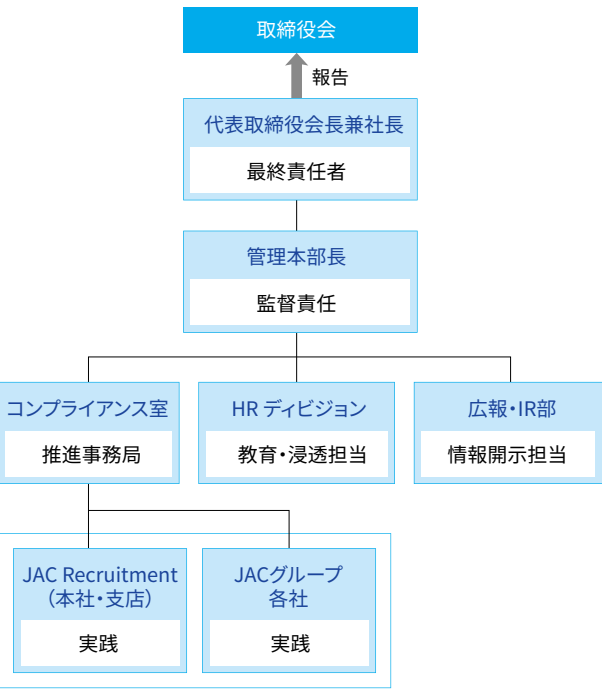 取締役会
報告
代表取締役会長兼社長
最終責任者
管理本部長
監督責任
コンプライアンス室
推進事務局
HR ディビジョン
教育・浸透担当
広報・IR部
情報開示担当
JAC Recruitment
（本社・支店）
実践
JACグループ
各社
実践